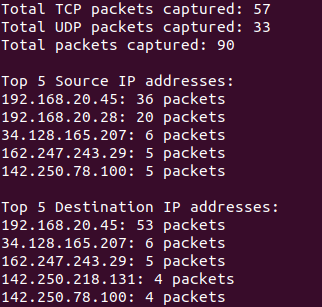 Total TCP packets captured: 57
Total UDP packets captured: 33
Total packets captured: 90

Top 5 Source IP addresses:
192.168.20.45: 36 packets
192.168.20.28: 20 packets
34.128.165.207: 6 packets
162.247.243.29: 5 packets
142.250.78.100: 5 packets

Top 5 Destination IP addresses:
192.168.20.45: 53 packets
34.128.165.207: 6 packets
162.247.243.29: 5 packets
142.250.218.131: 4 packets
142.250.78.100: 4 packets